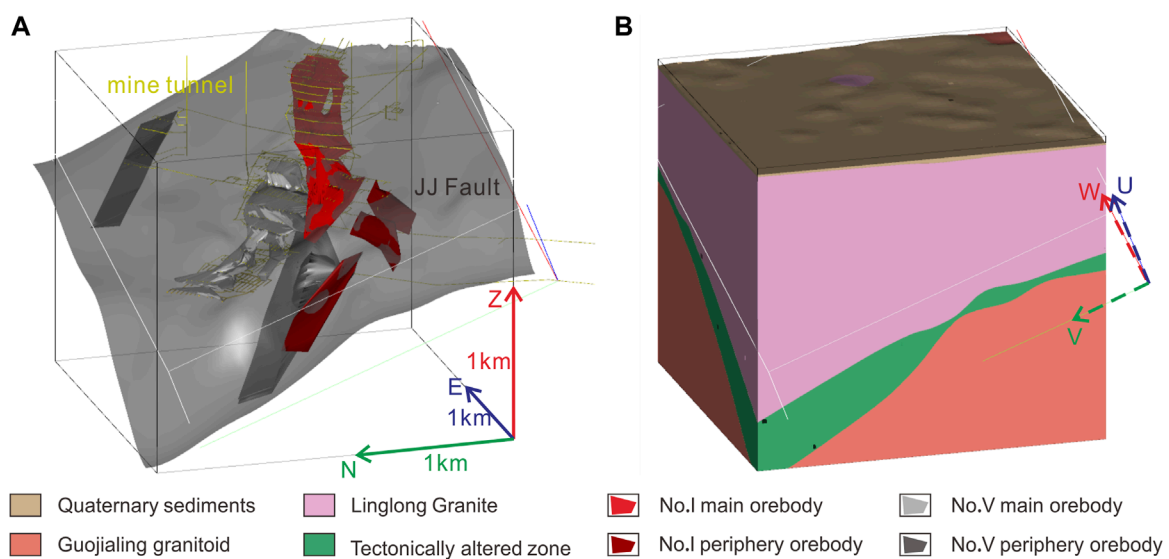 A
B
mine tunnel
JJ Fault
W
U
V
Z
1km
E
1km
N
1km
Quaternary sediments
Linglong Granite
No.I main orebody
No.V main orebody
Guojialing granitoid
Tectonically altered zone
No.I periphery orebody
No.V periphery orebody